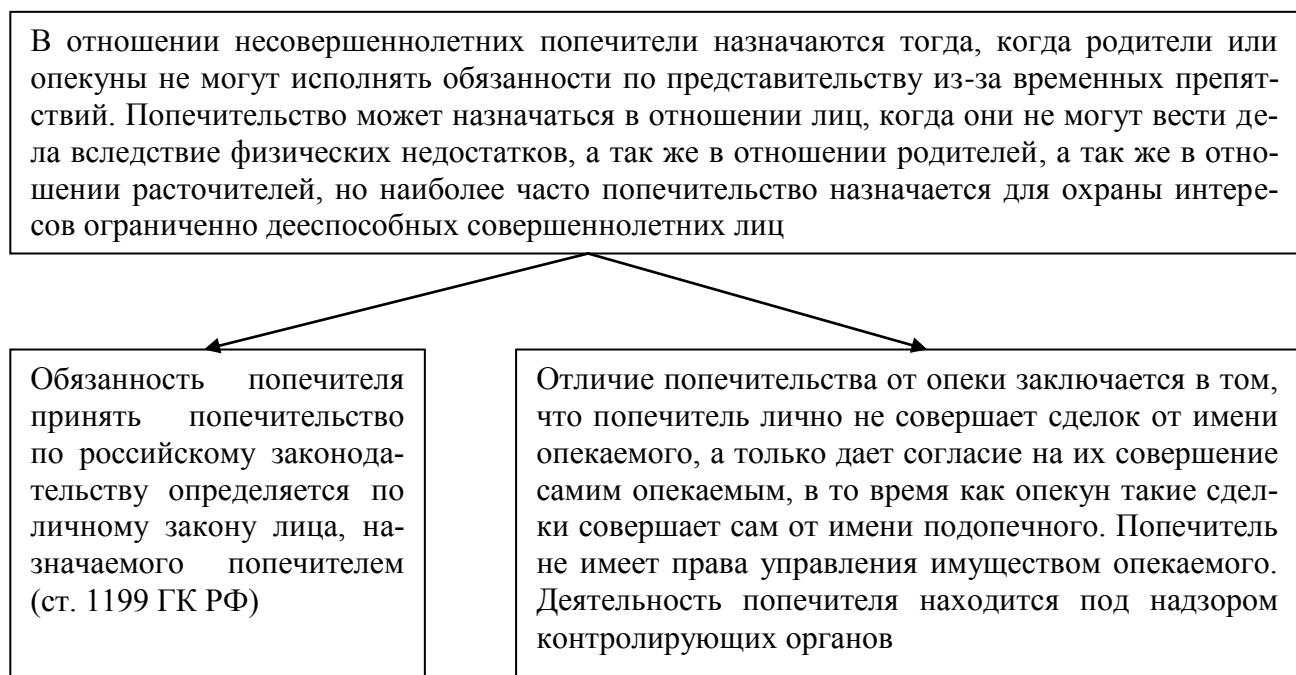 В отношении несовершеннолетних попечители назначаются тогда, когда родители или
опекуны не могут исполнять обязанности по представительству из-за временных препят-
ствий. Попечительство может назначаться в отношении лиц, когда они не могут вести де-
ла вследствие физических недостатков, а так же в отношении родителей, а так же в отно-
шении расточителей, но наиболее часто попечительство назначается для охраны интере-
сов ограниченно дееспособных совершеннолетних лиц
Обязанность попечителя
принять попечительство
по российскому законода-
тельству определяется по
личному закону лица, на-
значаемого попечителем
(ст. 1199 ГК РФ)
Отличие попечительства от опеки заключается в том,
что попечитель лично не совершает сделок от имени
опекаемого, а только дает согласие на их совершение
самим опекаемым, в то время как опекун такие сдел-
ки совершает сам от имени подопечного. Попечитель
не имеет права управления имуществом опекаемого.
Деятельность попечителя находится под надзором
контролирующих органов